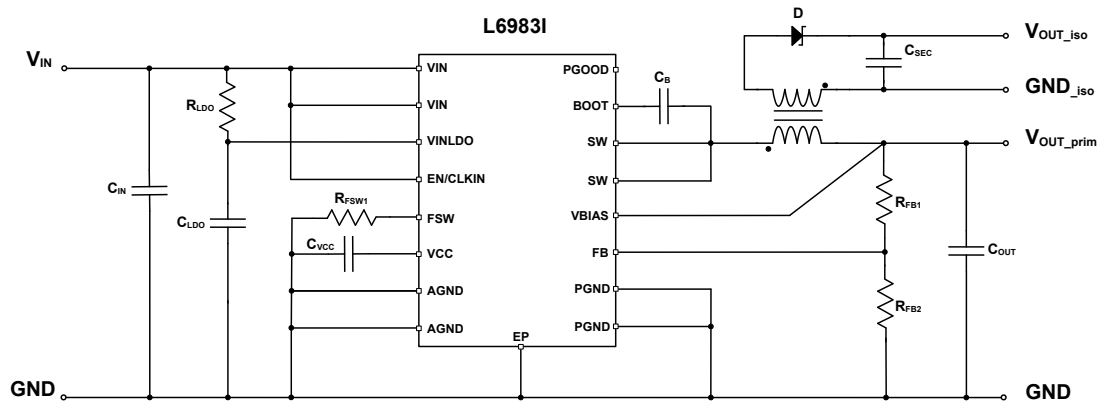 L6983I
D
VOUT_iso
CSEC
VIN
VIN
PGOOD
CB
GND_iso
RLDO
VIN
BOOT
VOUT_prim
VINLDO
SW
CIN
EN/CLKIN
SW
RFSW1
RFB1
CLDO
FSW
VBIAS
CVCC
VCC
FB
COUT
AGND
PGND
RFB2
AGND
PGND
EP
GND
GND